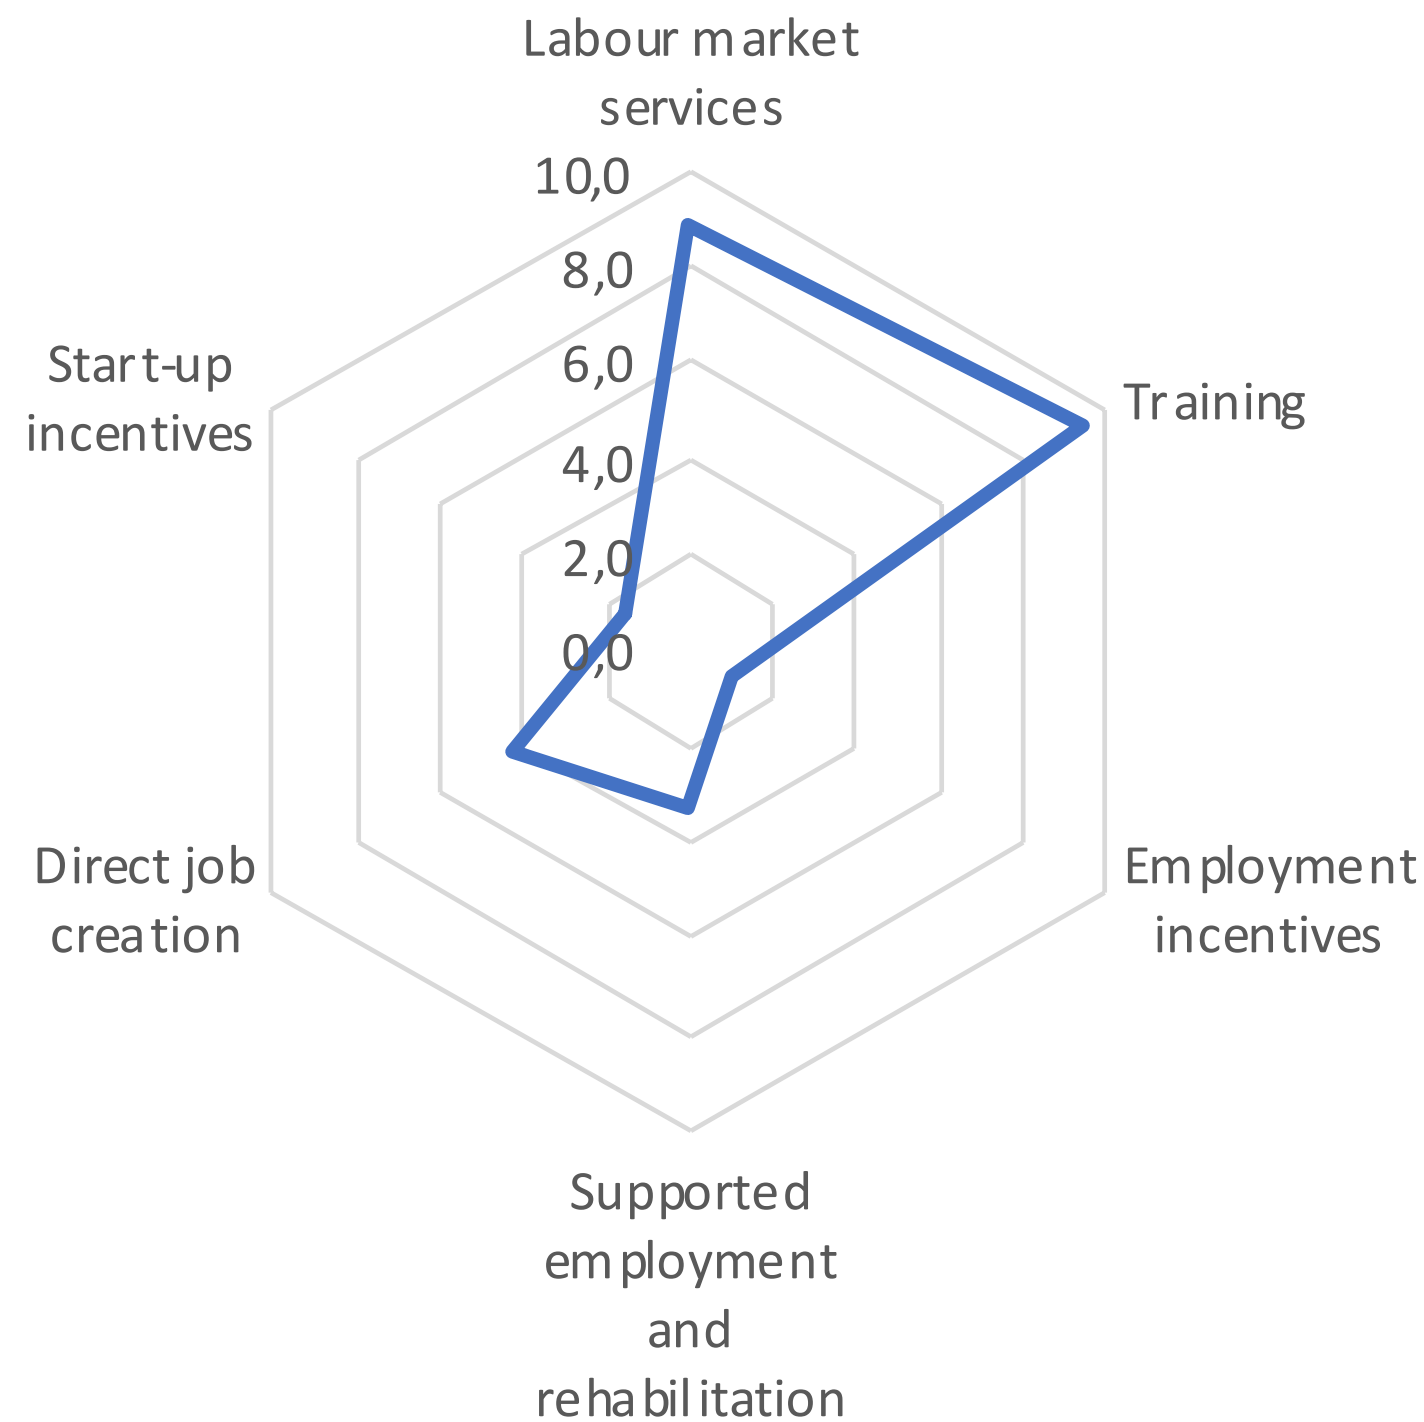 Labour market
services
10,0
8,0
6,0
4,0
2,0
0,0
Training
Employment
incentives
Supported
employment
and
rehabilitation
Direct job
creation
Start-up
incentives